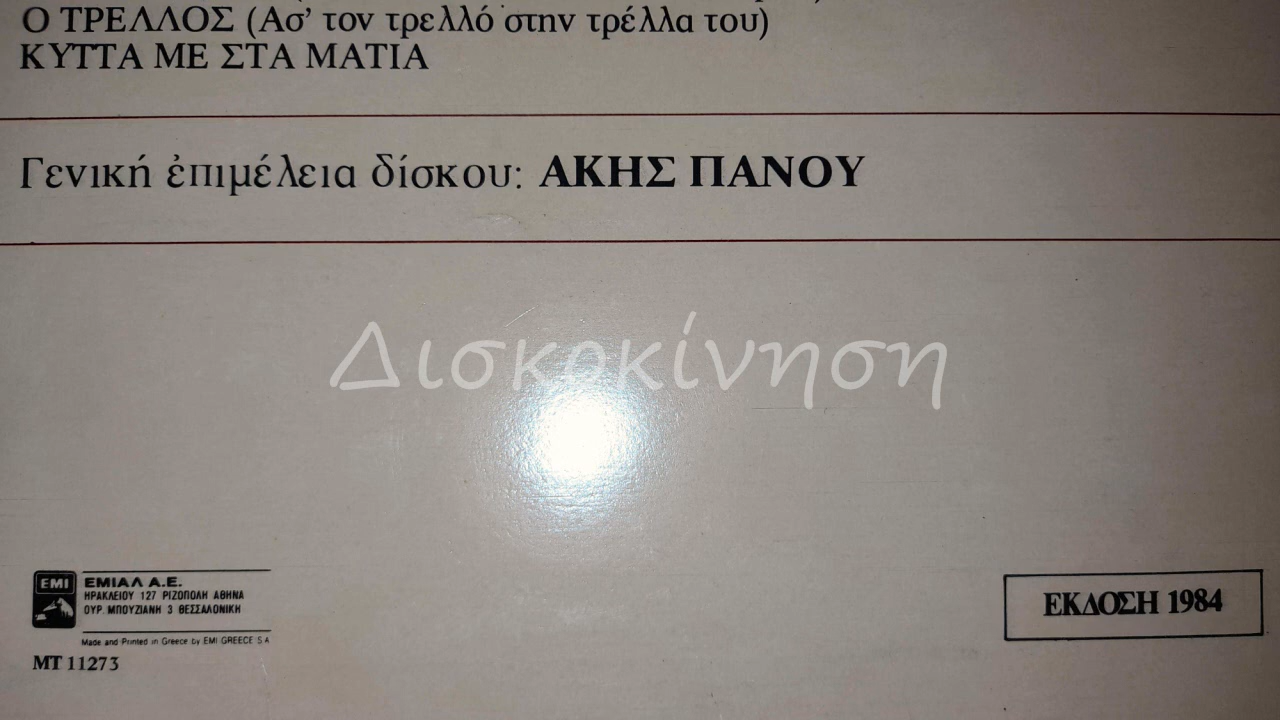 Ο ΤΡΕΛΛΟΣ (Ασ' τον τρελλό στην τρέλλα του)
ΚΥΤΤΑ ΜΕ ΣΤΑ ΜΑΤΙΑ
Γενική ἐπιμέλεια δίσκου: ΑΚΗΣ ΠΑΝΟΥ
Δισκοκίνηση
EMI
ΕΜΙΑΛ Α.Ε.
ΗΡΑΚΛΕΙΟΥ 127 ΡΙΖΟΠΟΛΗ ΑΘΗΝΑ
ΟΥΡ. ΜΠΟΥΖΙΑΝΗ 3 ΘΕΣΣΑΛΟΝΙΚΗ
Made and Printed in Greece by EMI GREECE S A
MT 11273
ΕΚΔΟΣΗ 1984